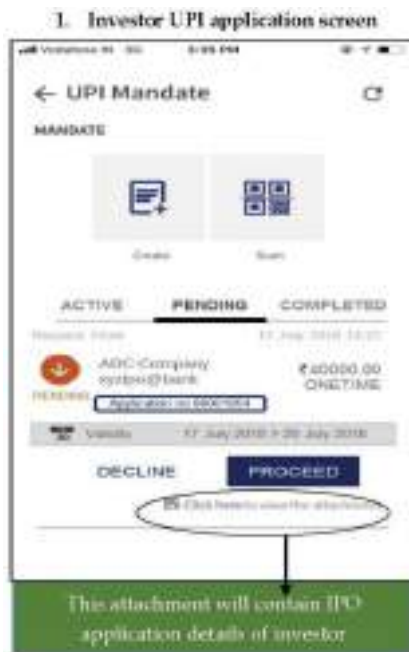 1. Investor UPI application screen
← UPI Mandate
MANDATE
Create
Scan
ACTIVE PENDING COMPLETED
ABC Company
₹40000.00
@bank
ONETIME
PENDING
Application no
Validity 17 July 2018 > 20 July 2018
DECLINE PROCEED
Click here to view the attachment
This attachment will contain IPO
application details of investor